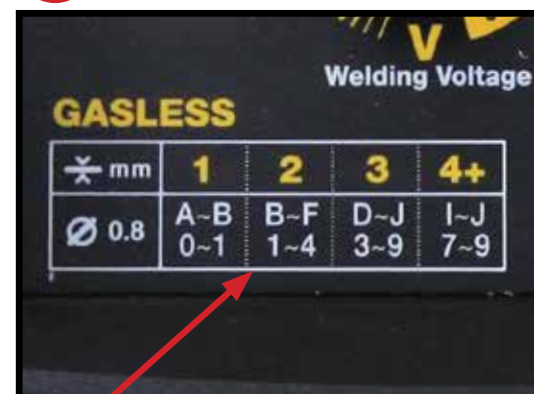 V
Welding Voltage
GASLESS
mm 1 2 3 4+
Ø 0.8 A~B B~F D~J I~J
0~1 1~4 3~9 7~9